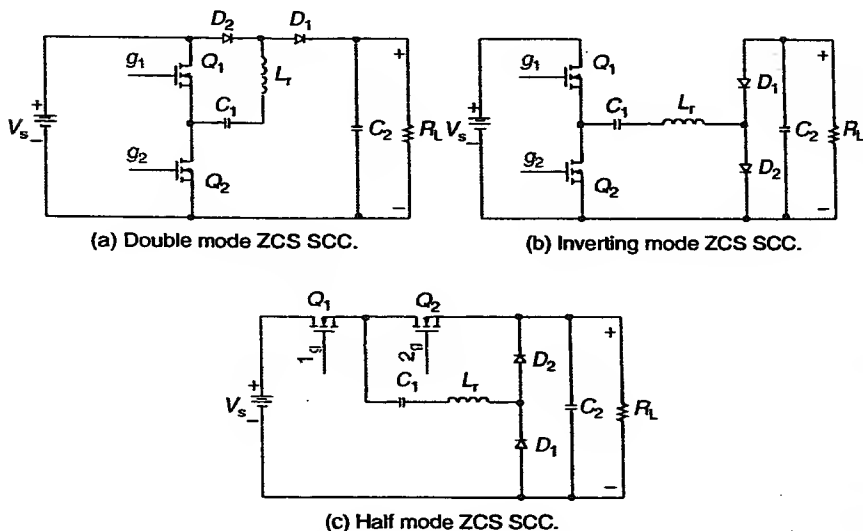 D2 D1
g1 Q1 Lr
C1
+
Vs
−
g2 Q2
C2 RL
+
−
(a) Double mode ZCS SCC.
g1 Q1
C1 Lr
D1
+
Vs
−
g2 Q2
D2
C2 RL
+
−
(b) Inverting mode ZCS SCC.
Q1 Q2
1g 2g
C1 Lr
D2
+
Vs
−
D1
C2 RL
+
−
(c) Half mode ZCS SCC.